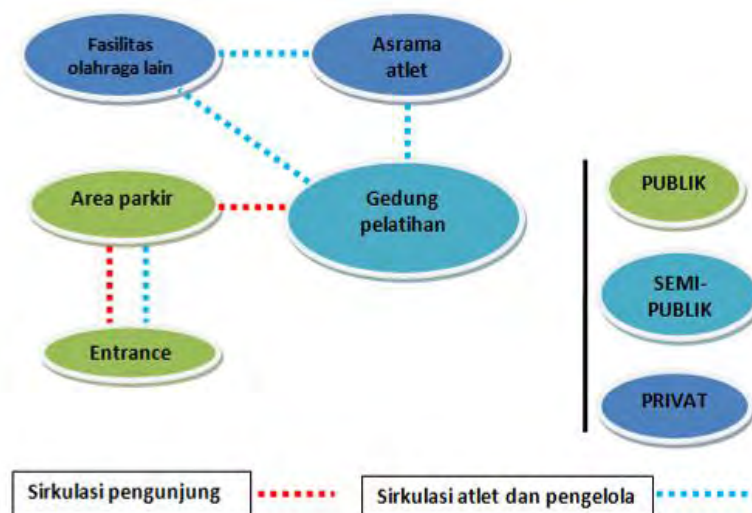 Fasilitas
olahraga lain
Asrama
atlet
Area parkir
Gedung
pelatihan
Entrance
PUBLIK
SEMI-
PUBLIK
PRIVAT
Sirkulasi pengunjung
Sirkulasi atlet dan pengelola